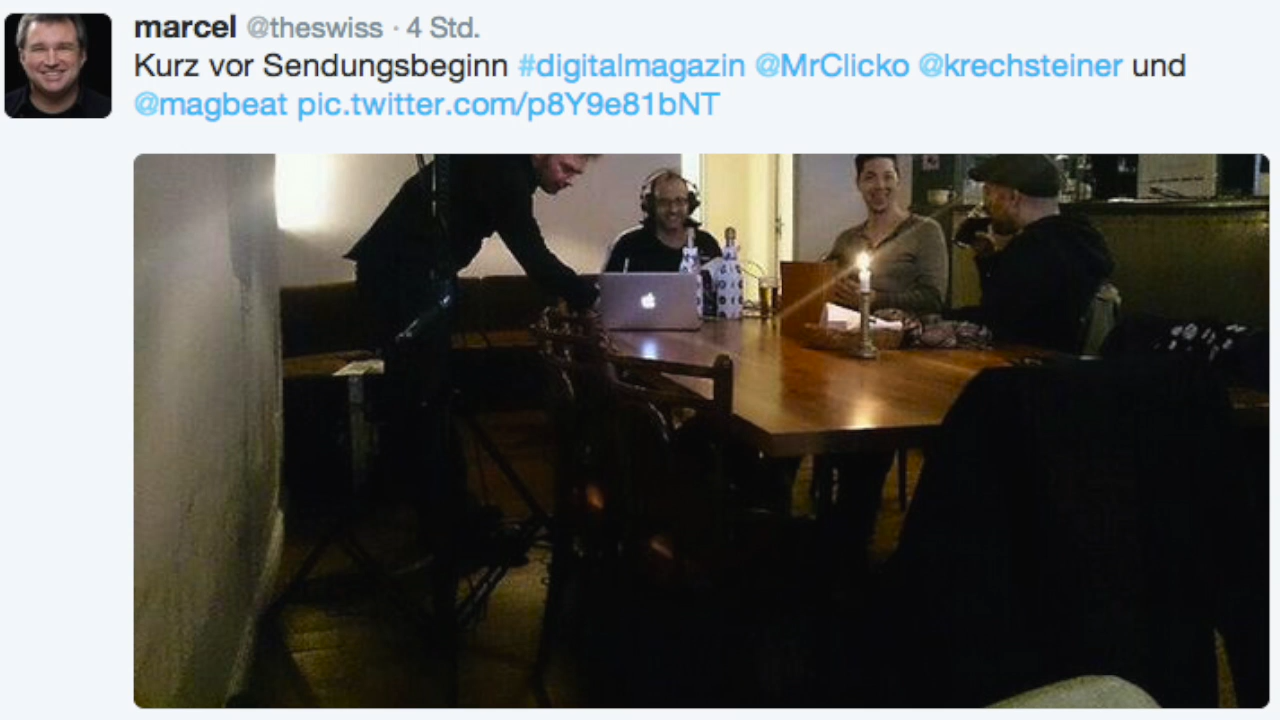 marcel @theswiss · 4 Std.
Kurz vor Sendungsbeginn #digitalmagazin @MrClicko @krechsteiner und
@magbeat pic.twitter.com/p8Y9e81bNT